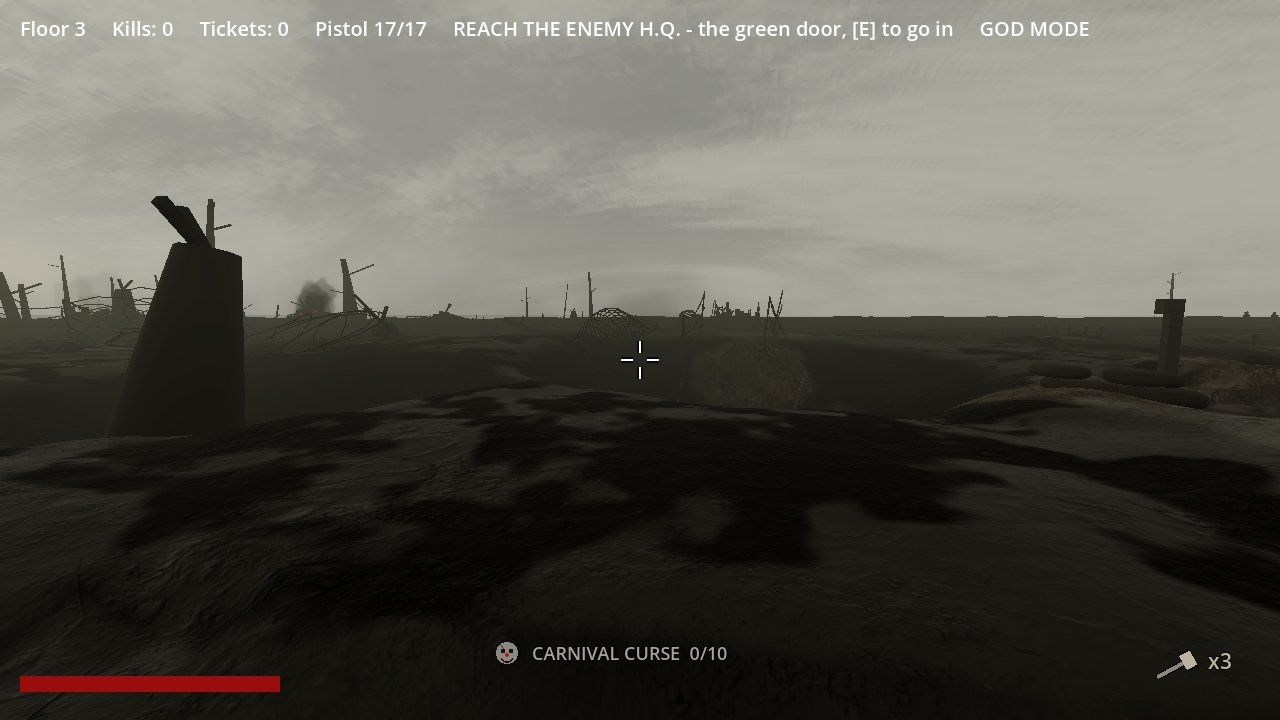 Floor 3 Kills: 0 Tickets: 0 Pistol 17/17 REACH THE ENEMY H.Q. - the green door, [E] to go in GOD MODE
CARNIVAL CURSE 0/10
x3